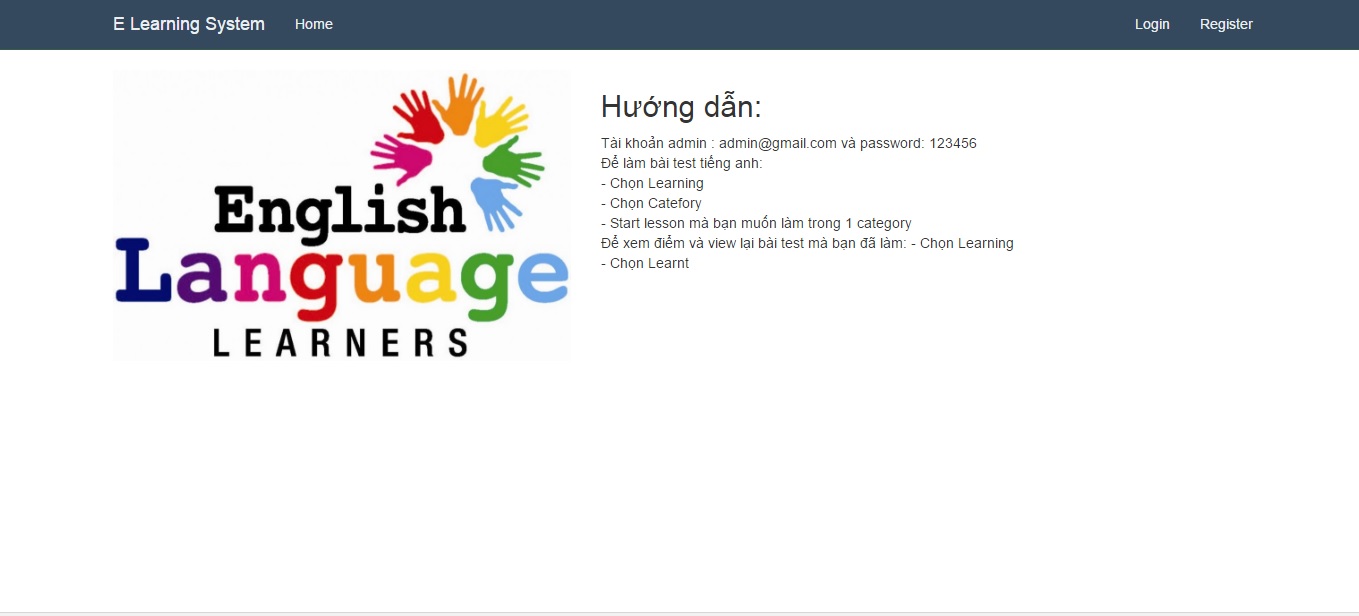 E Learning System Home Login Register
English
Language
LEARNERS
Hướng dẫn:
Tài khoản admin : admin@gmail.com và password: 123456
Để làm bài test tiếng anh:
- Chọn Learning
- Chọn Catefory
- Start lesson mà bạn muốn làm trong 1 category
Để xem điểm và view lại bài test mà bạn đã làm: - Chọn Learning
- Chọn Learnt